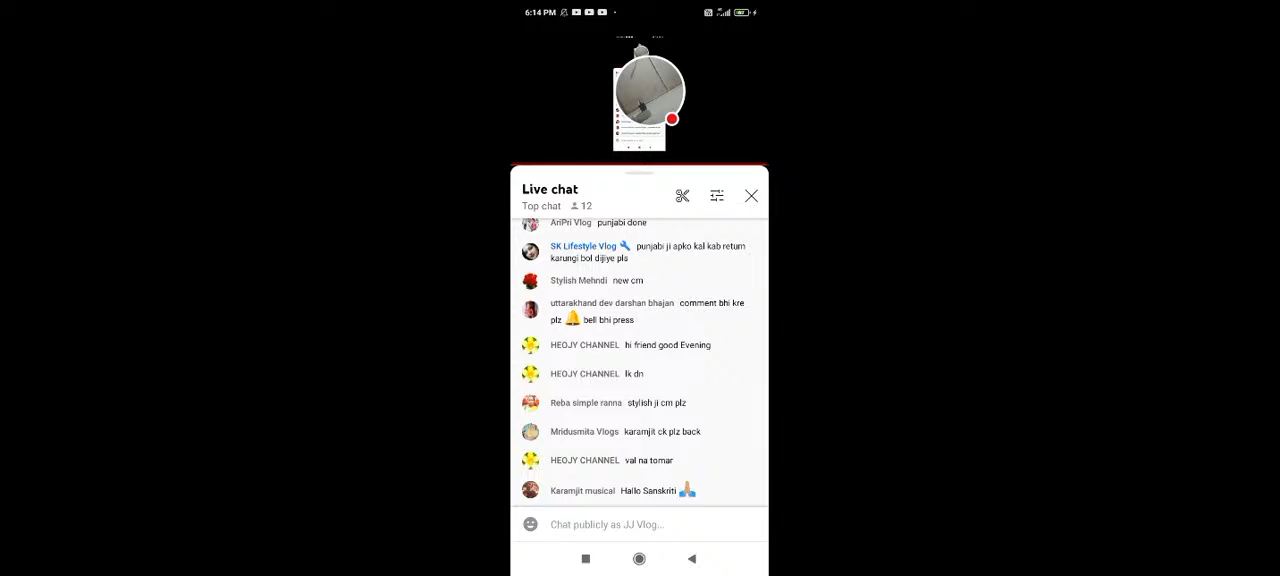 6:14 PM
Live chat
Top chat 12
AriPri Vlog punjabi done
SK Lifestyle Vlog punjabi ji apko kal kab return
karungi bol dijiye pls
Stylish Mehndi new cm
uttarakhand dev darshan bhajan comment bhi kre
plz 🔔 bell bhi press
HEOJY CHANNEL hi friend good Evening
HEOJY CHANNEL lk dn
Reba simple ranna stylish ji cm plz
Mridusmita Vlogs karamjit ck plz back
HEOJY CHANNEL val na tomar
Karamjit musical Hallo Sanskriti 🙏
Chat publicly as JJ Vlog...